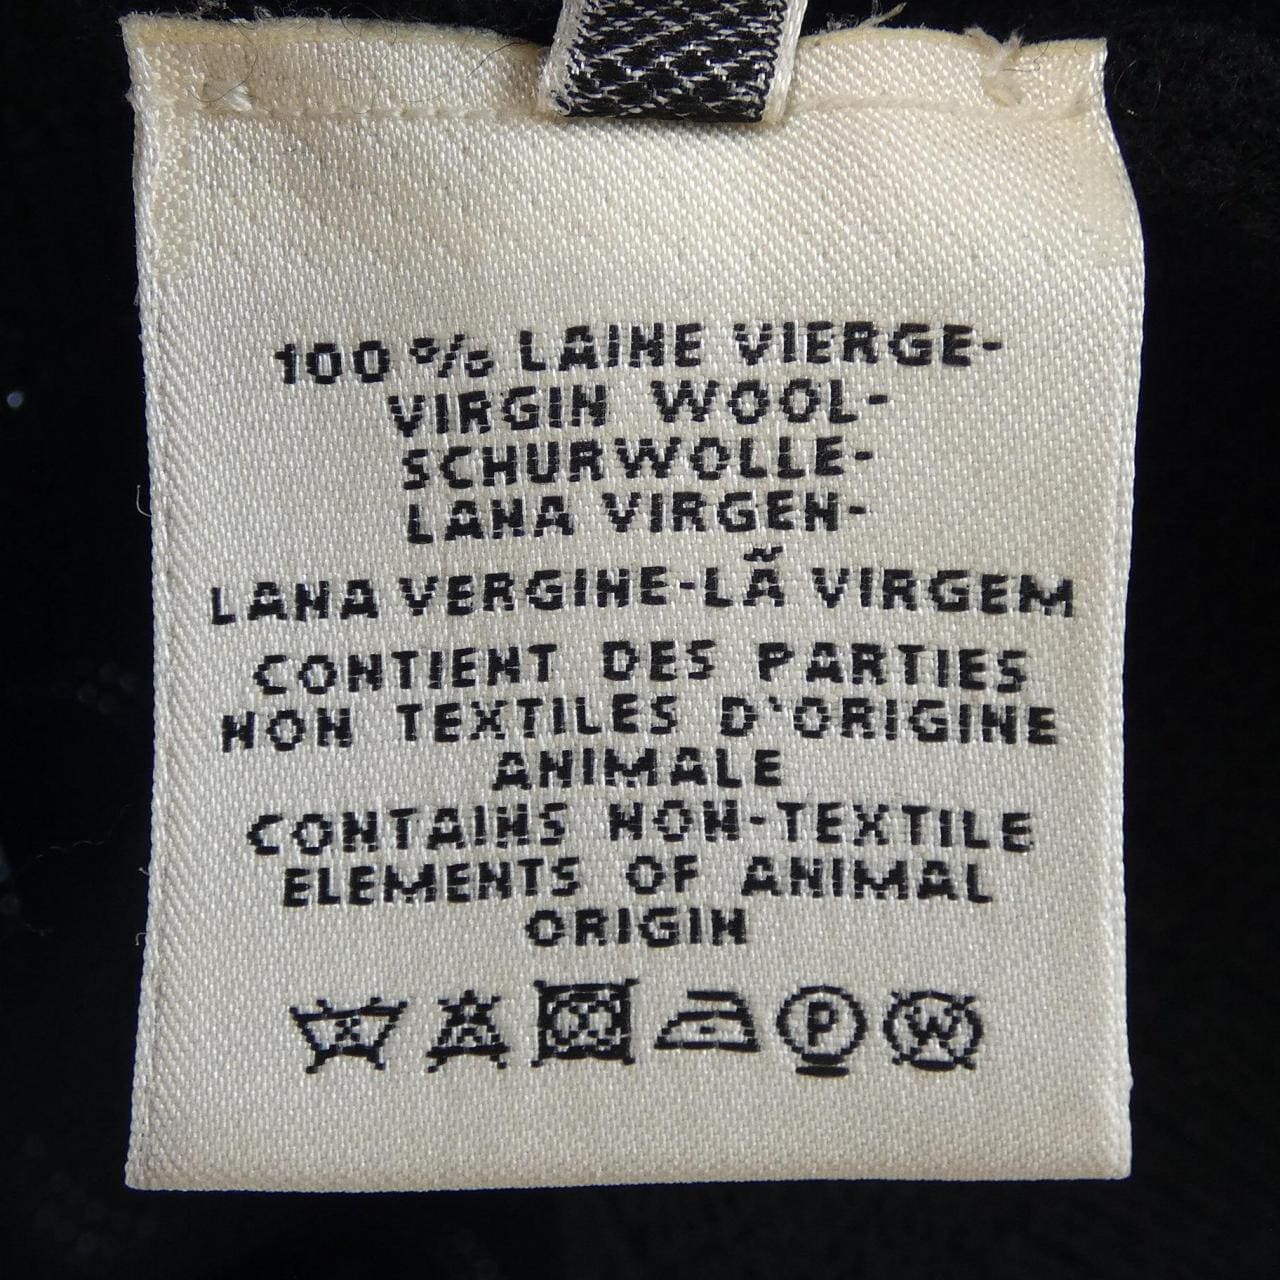 100 % LAINE VIERGE-
VIRGIN WOOL-
SCHURWOLLE-
LANA VIRGEN-
LANA VERGINE-LÃ VIRGEM
CONTIENT DES PARTIES
NON TEXTILES D'ORIGINE
ANIMALE
CONTAINS NON-TEXTILE
ELEMENTS OF ANIMAL
ORIGIN
P W